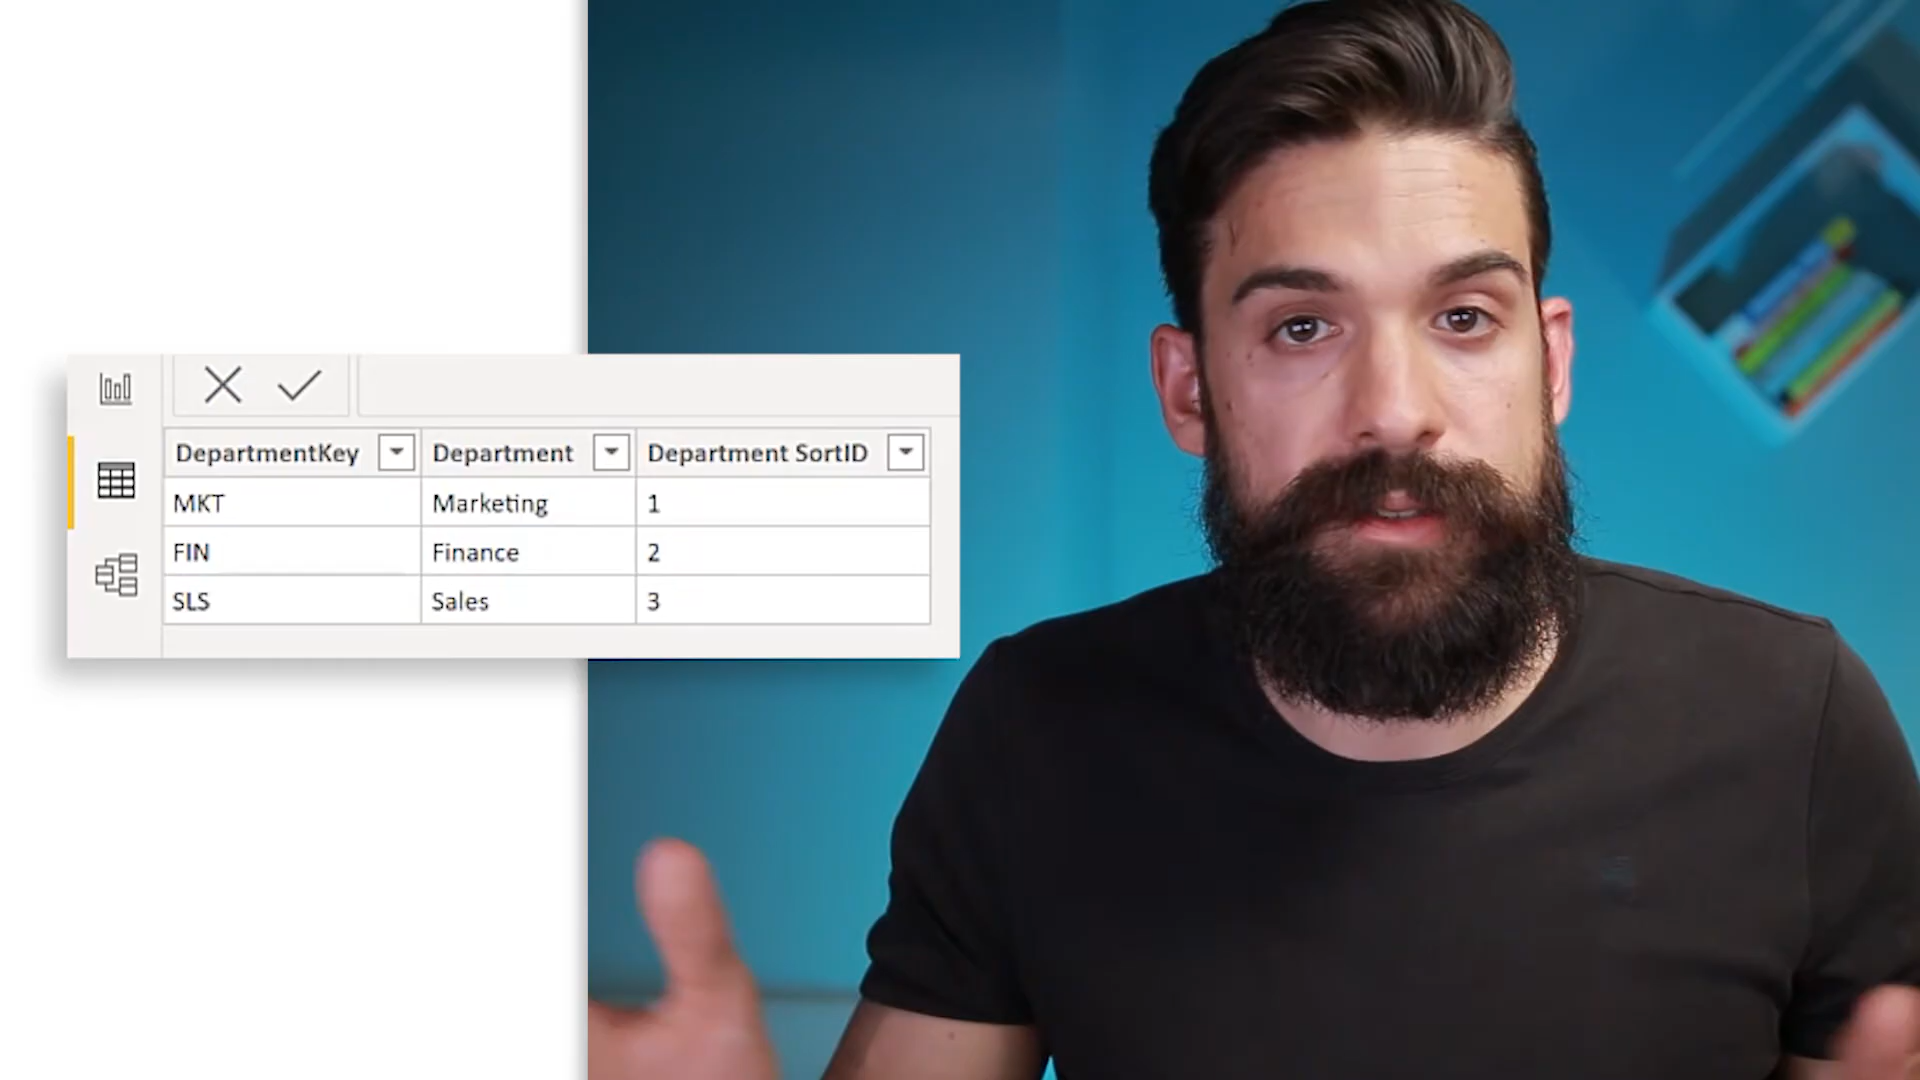 DepartmentKey Department Department SortID
MKT Marketing 1
FIN Finance 2
SLS Sales 3